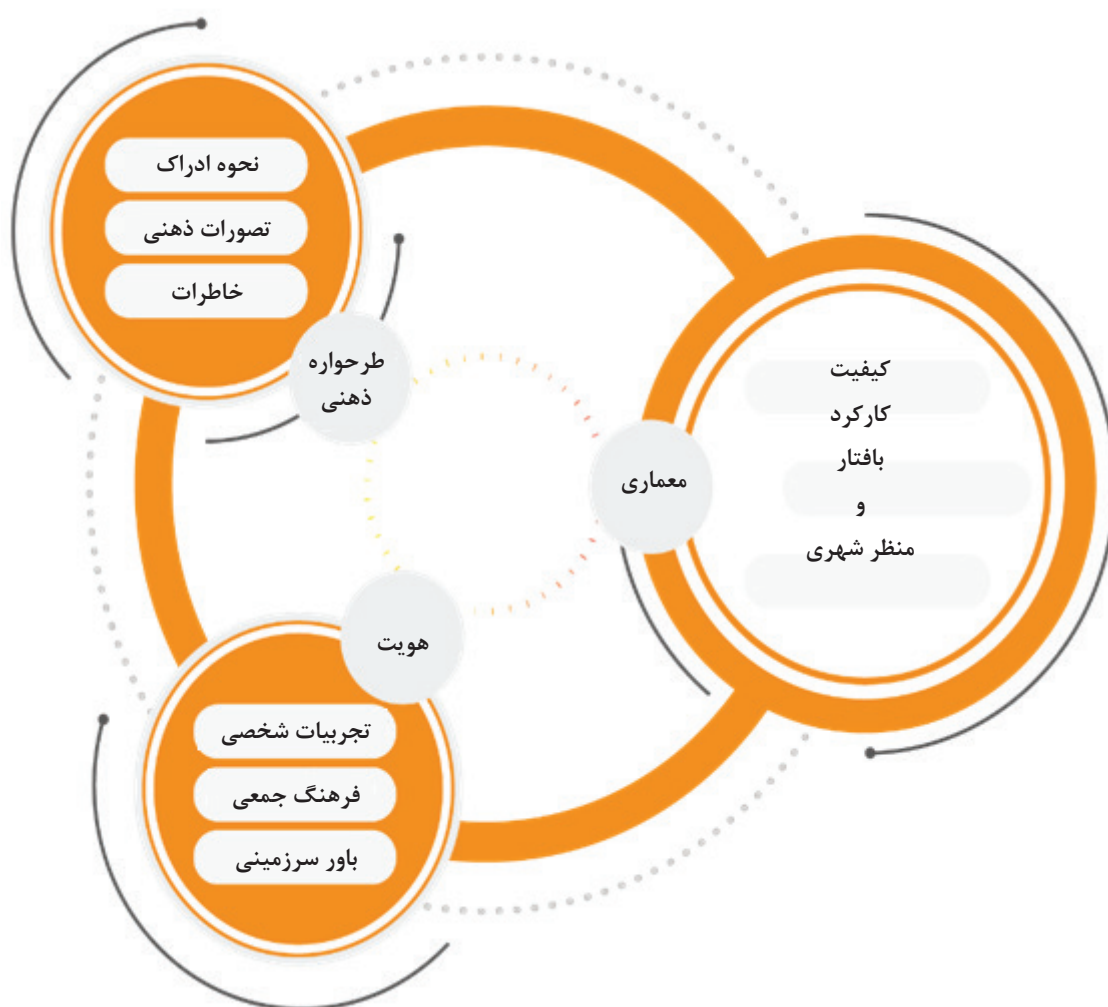 نحوه ادراک
تصورات ذهنی
خاطرات
طرحواره
ذهنی
کیفیت
کارکرد
بافتار
و
منظر شهری
معماری
هویت
تجربیات شخصی
فرهنگ جمعی
باور سرزمینی